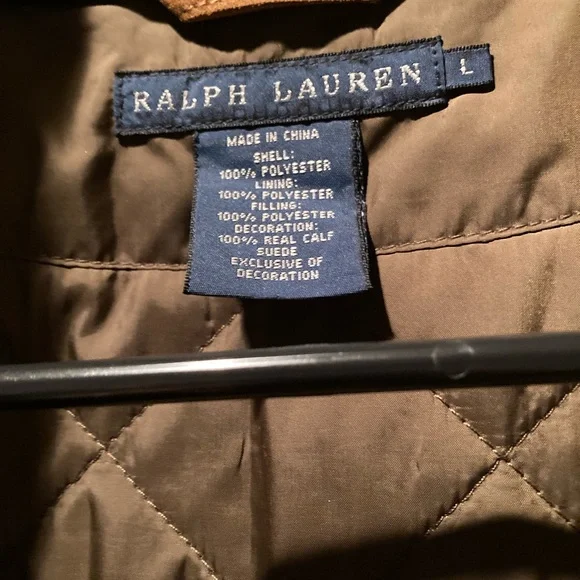 RALPH LAUREN
L
MADE IN CHINA
SHELL:
100% POLYESTER
LINING:
100% POLYESTER
FILLING:
100% POLYESTER
DECORATION:
100% REAL CALF
SUEDE
EXCLUSIVE OF
DECORATION